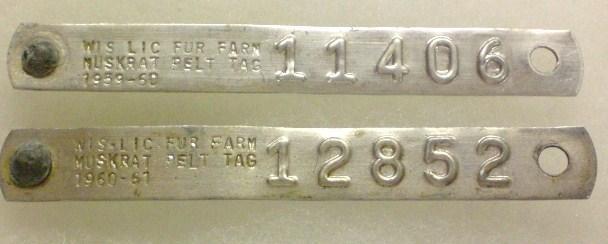 WIS LIC FUR FARM
MUSKRAT PELT TAG
1959-60
11406
WIS-LIC FUR FARM
MUSKRAT PELT TAG
1960-61
12852